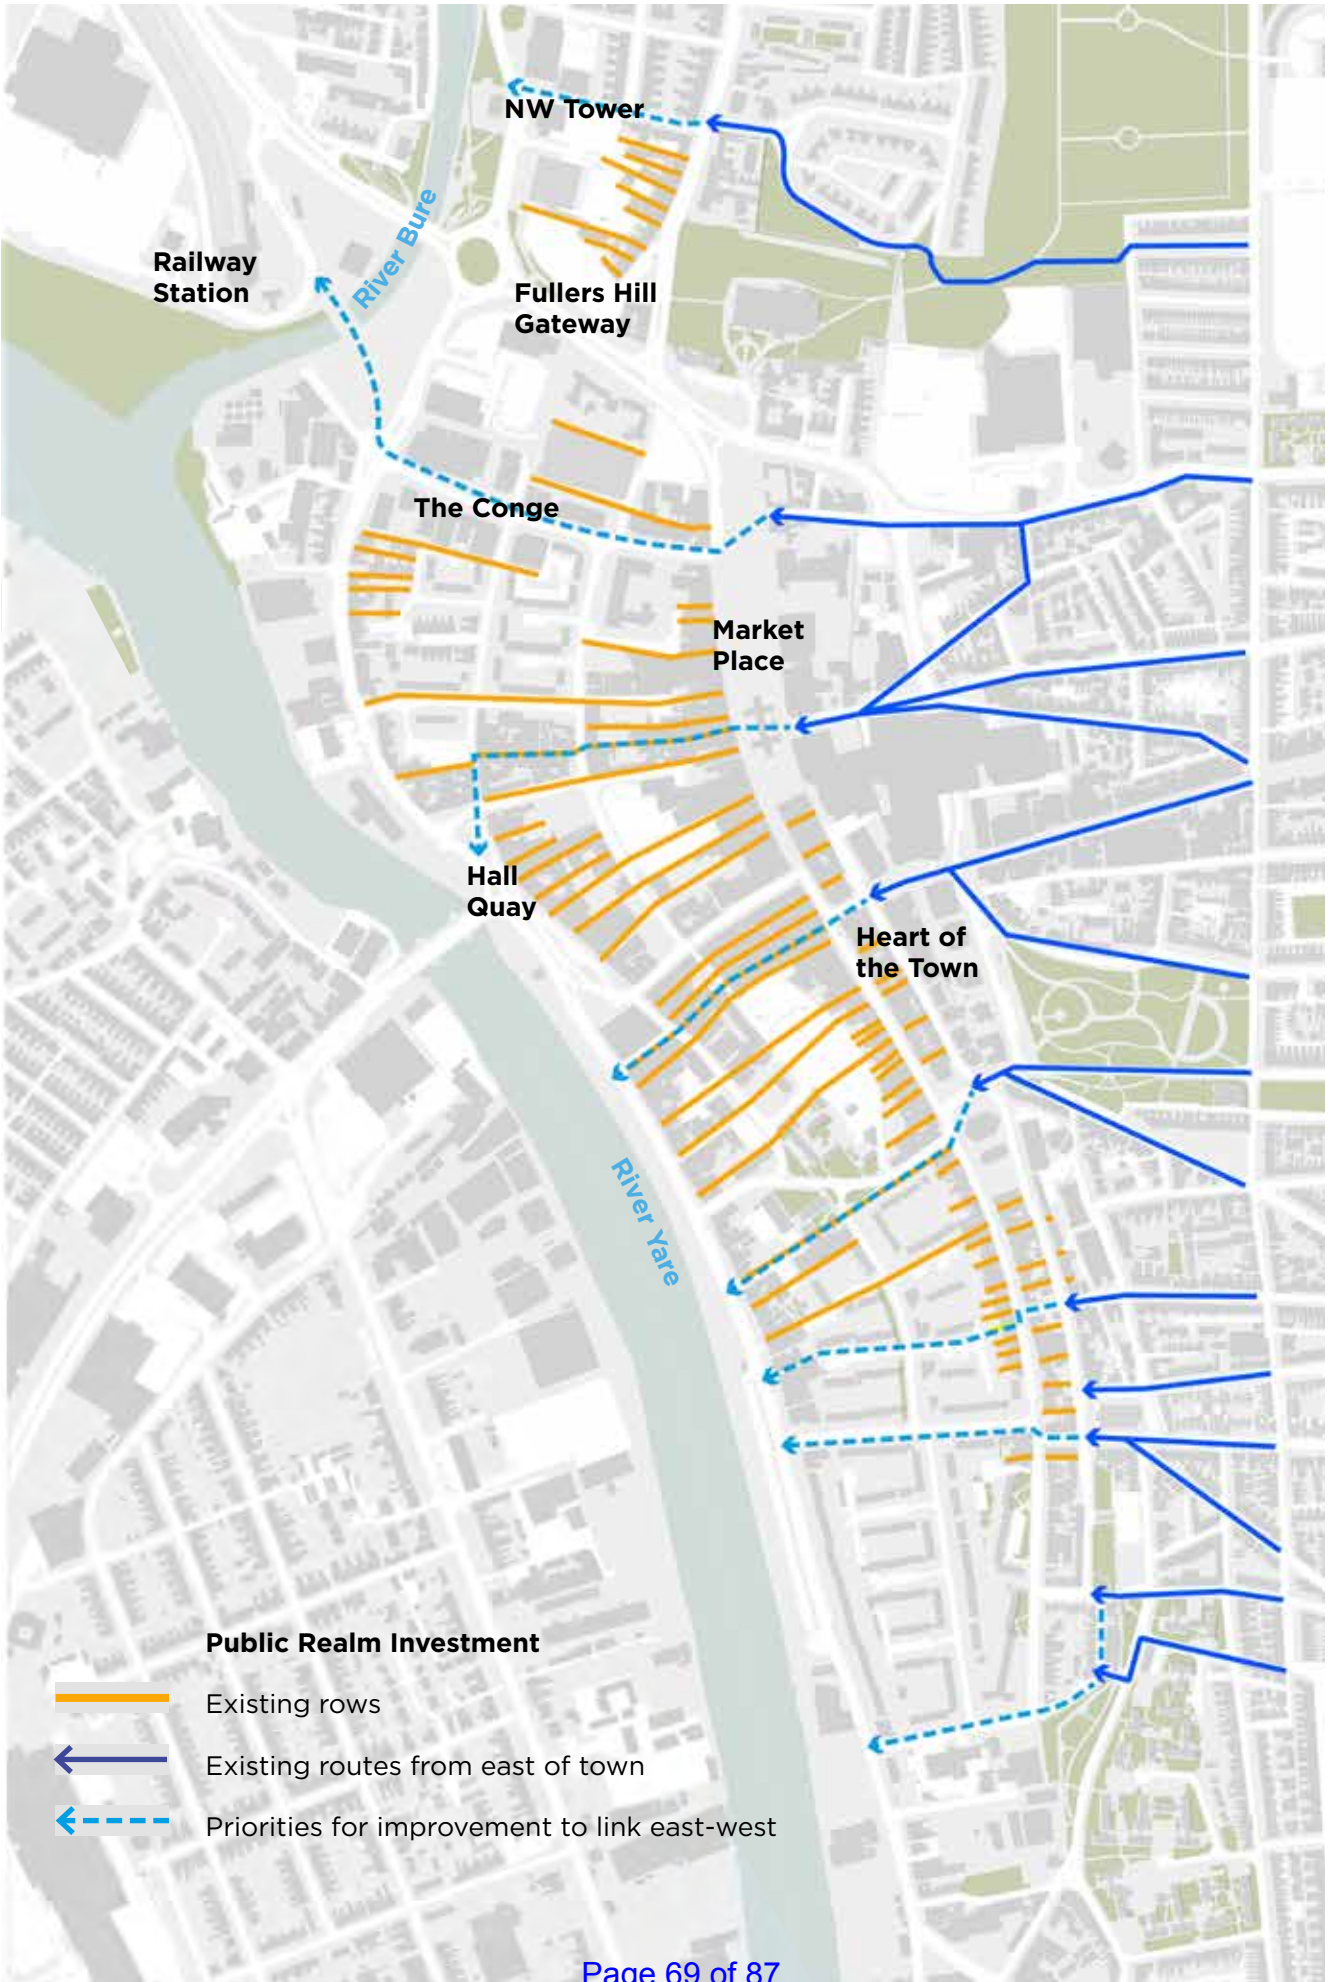 NW Tower
River Bure
Railway
Station
Fullers Hill
Gateway
The Conge
Market
Place
Hall
Quay
Heart of
the Town
River Yare
Public Realm Investment
Existing rows
Existing routes from east of town
Priorities for improvement to link east-west
Page 69 of 87